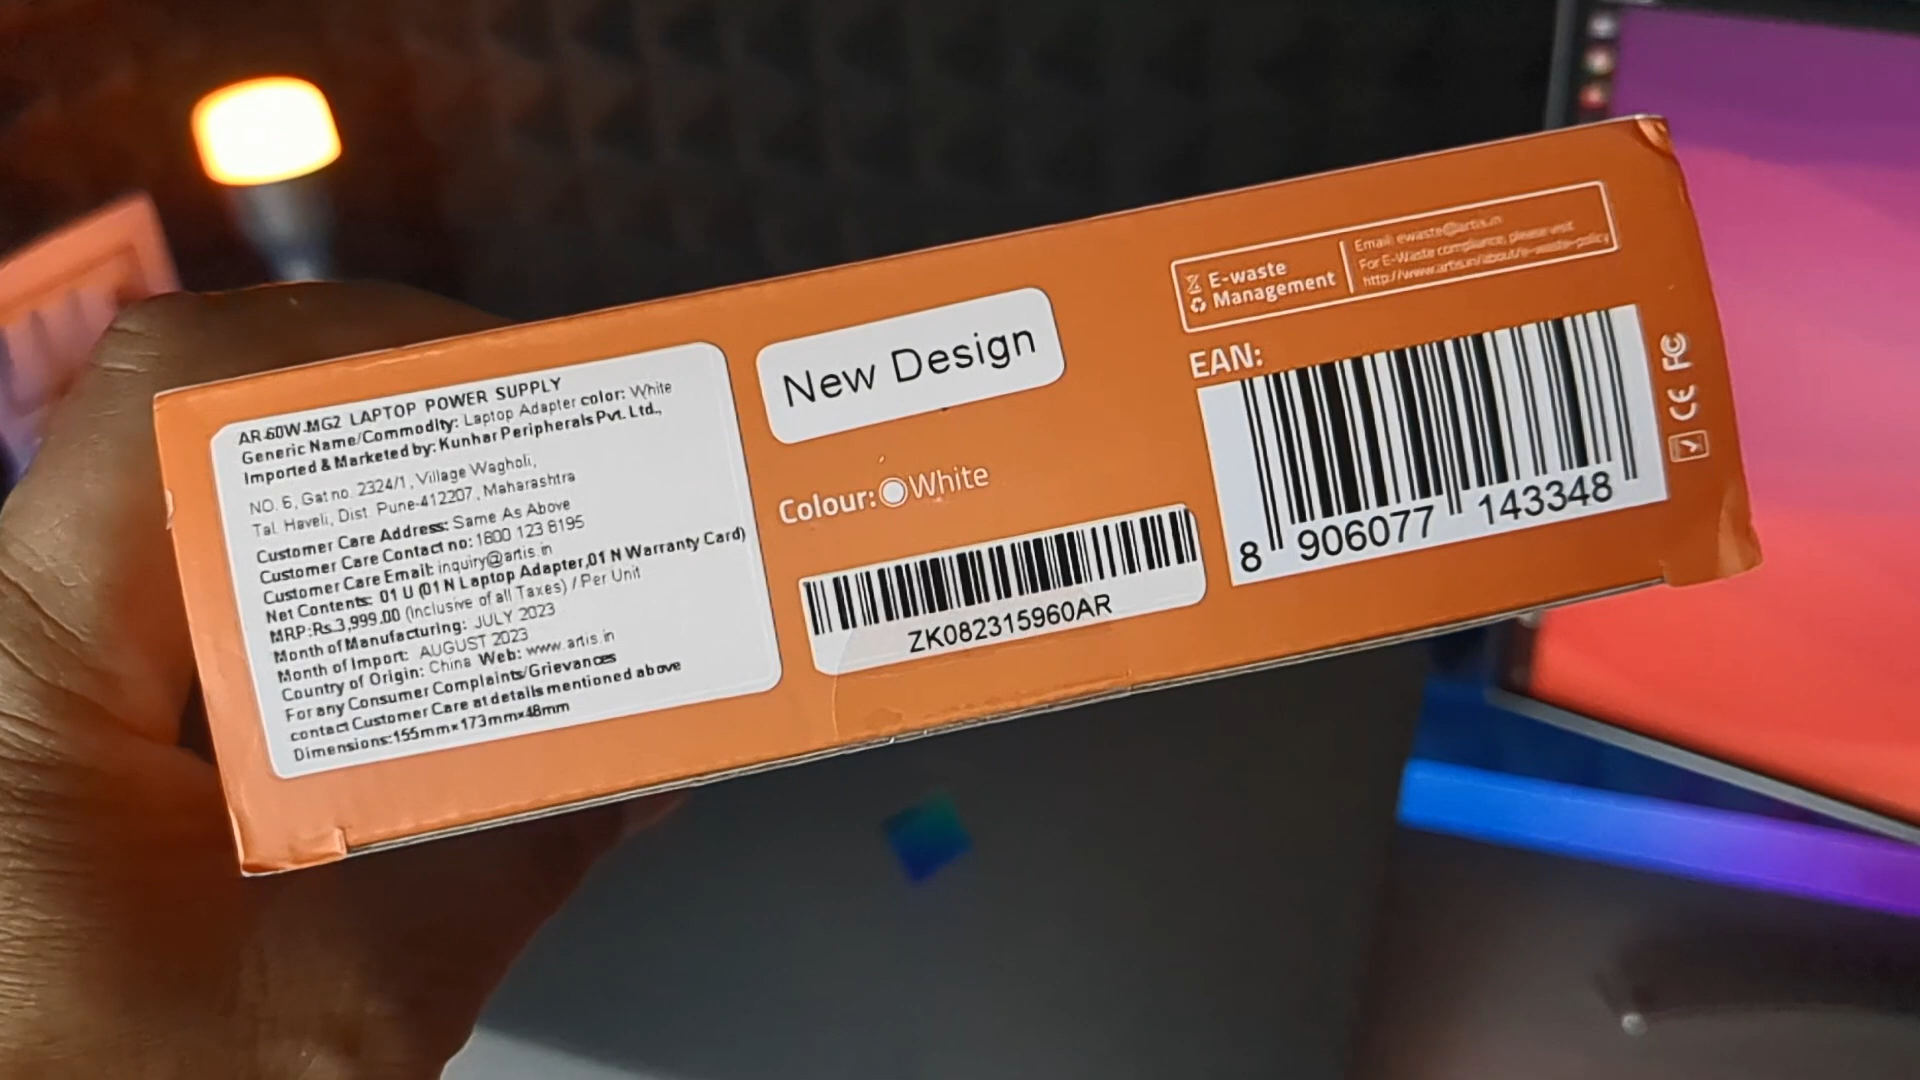 AR-60W-MG2 LAPTOP POWER SUPPLY
Generic Name/Commodity: Laptop Adapter color: White
Imported & Marketed by: Kunhar Peripherals Pvt. Ltd.,
NO. 6, Gat no. 2324/1, Village Wagholi,
Tal. Haveli, Dist. Pune-412207, Maharashtra
Customer Care Address: Same As Above
Customer Care Contact no: 1800 123 8195
Customer Care Email: inquiry@artis.in
Net Contents: 01 U (01 N Laptop Adapter,01 N Warranty Card)
MRP:Rs.3,999.00 (Inclusive of all Taxes) / Per Unit
Month of Manufacturing: JULY 2023
Month of Import: AUGUST 2023
Country of Origin: China Web: www.artis.in
For any Consumer Complaints/Grievances
contact Customer Care at details mentioned above
Dimensions:155mm×173mm×48mm
New Design
Colour: White
ZK082315960AR
E-waste
Management
Email: ewaste@artis.in
For E-Waste compliance, please visit
http://www.artis.in/about/e-waste-policy
EAN:
8 906077 143348
CE FC